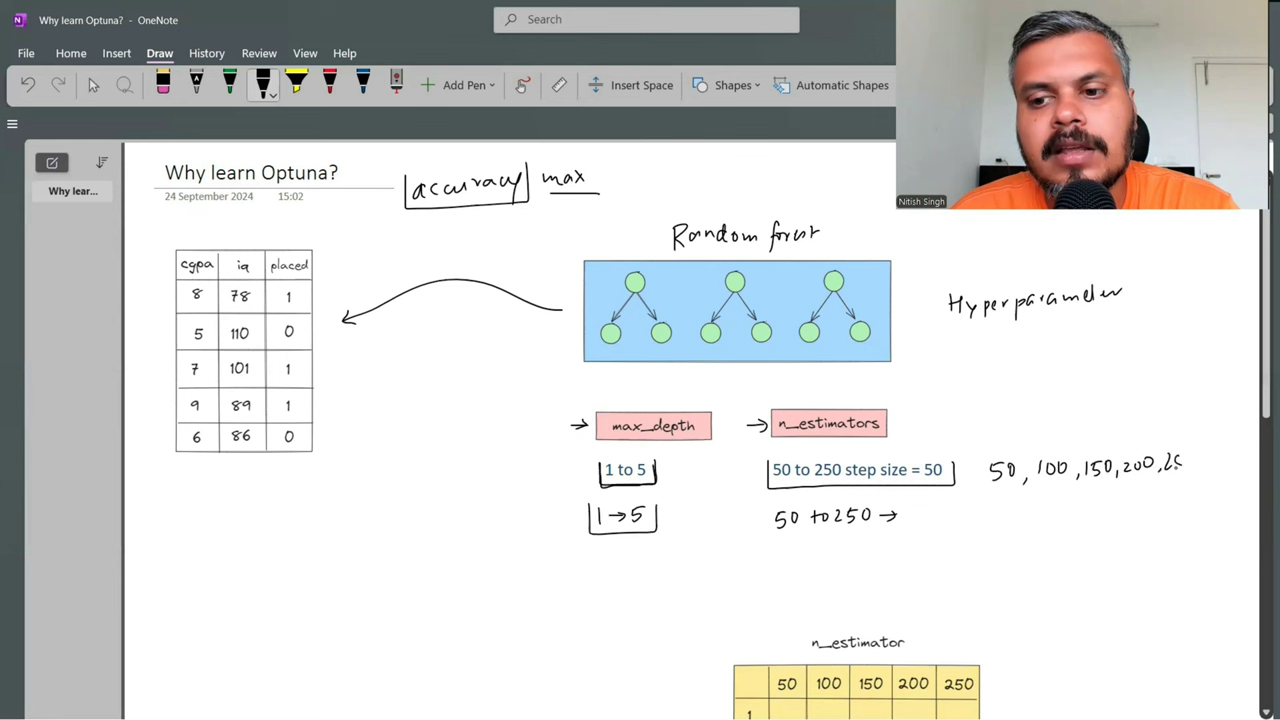 Why learn Optuna? - OneNote
Search
File Home Insert Draw History Review View Help
Add Pen Insert Space Shapes Automatic Shapes
Nitish Singh
Why lear...
Why learn Optuna?
24 September 2024 15:02
accuracy max
Random forest
Hyperparameter
cgpa iq placed
8 78 1
5 110 0
7 101 1
9 89 1
6 86 0
max_depth n_estimators
1 to 5 50 to 250 step size = 50 50, 100, 150, 200,
1 → 5 50 to 250 →
n_estimator
50 100 150 200 250
1